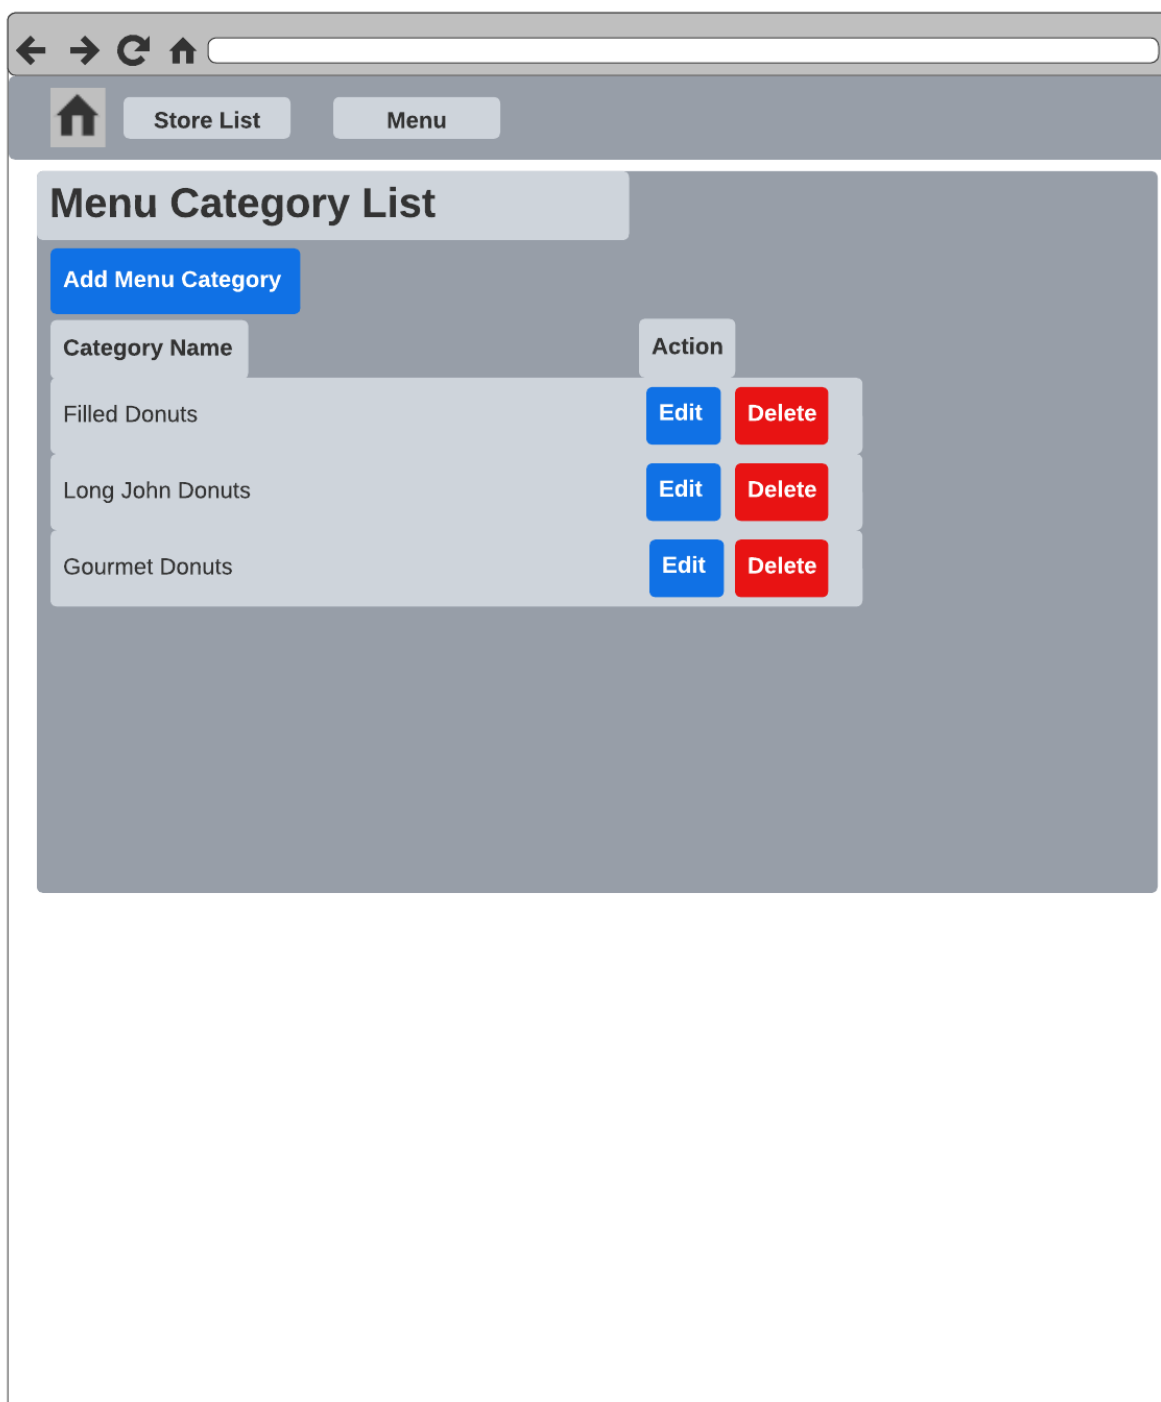 Store List Menu
Menu Category List
Add Menu Category
Category Name Action
Filled Donuts Edit Delete
Long John Donuts Edit Delete
Gourmet Donuts Edit Delete